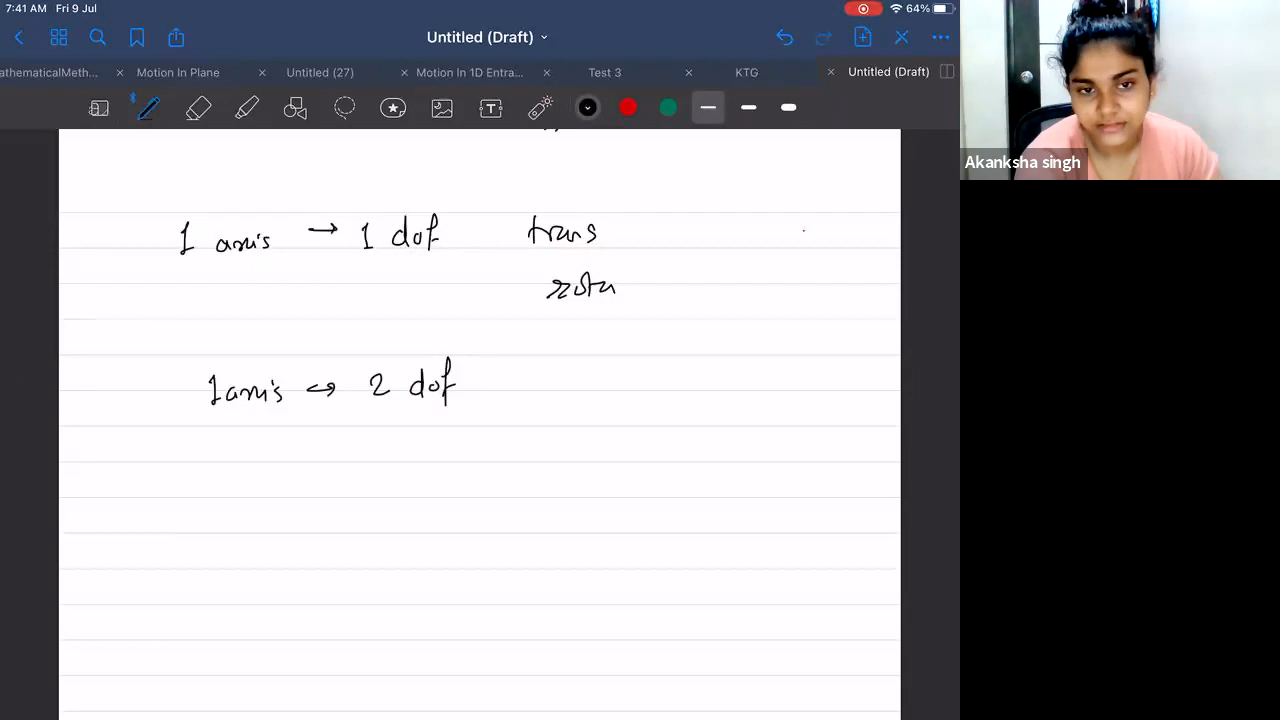 7:41 AM Fri 9 Jul 64%
Untitled (Draft)
athematicalMeth... Motion In Plane Untitled (27) Motion In 1D Entra... Test 3 KTG Untitled (Draft)
Akanksha singh
1 axis → 1 dof trans
rota
1 axis ↔ 2 dof